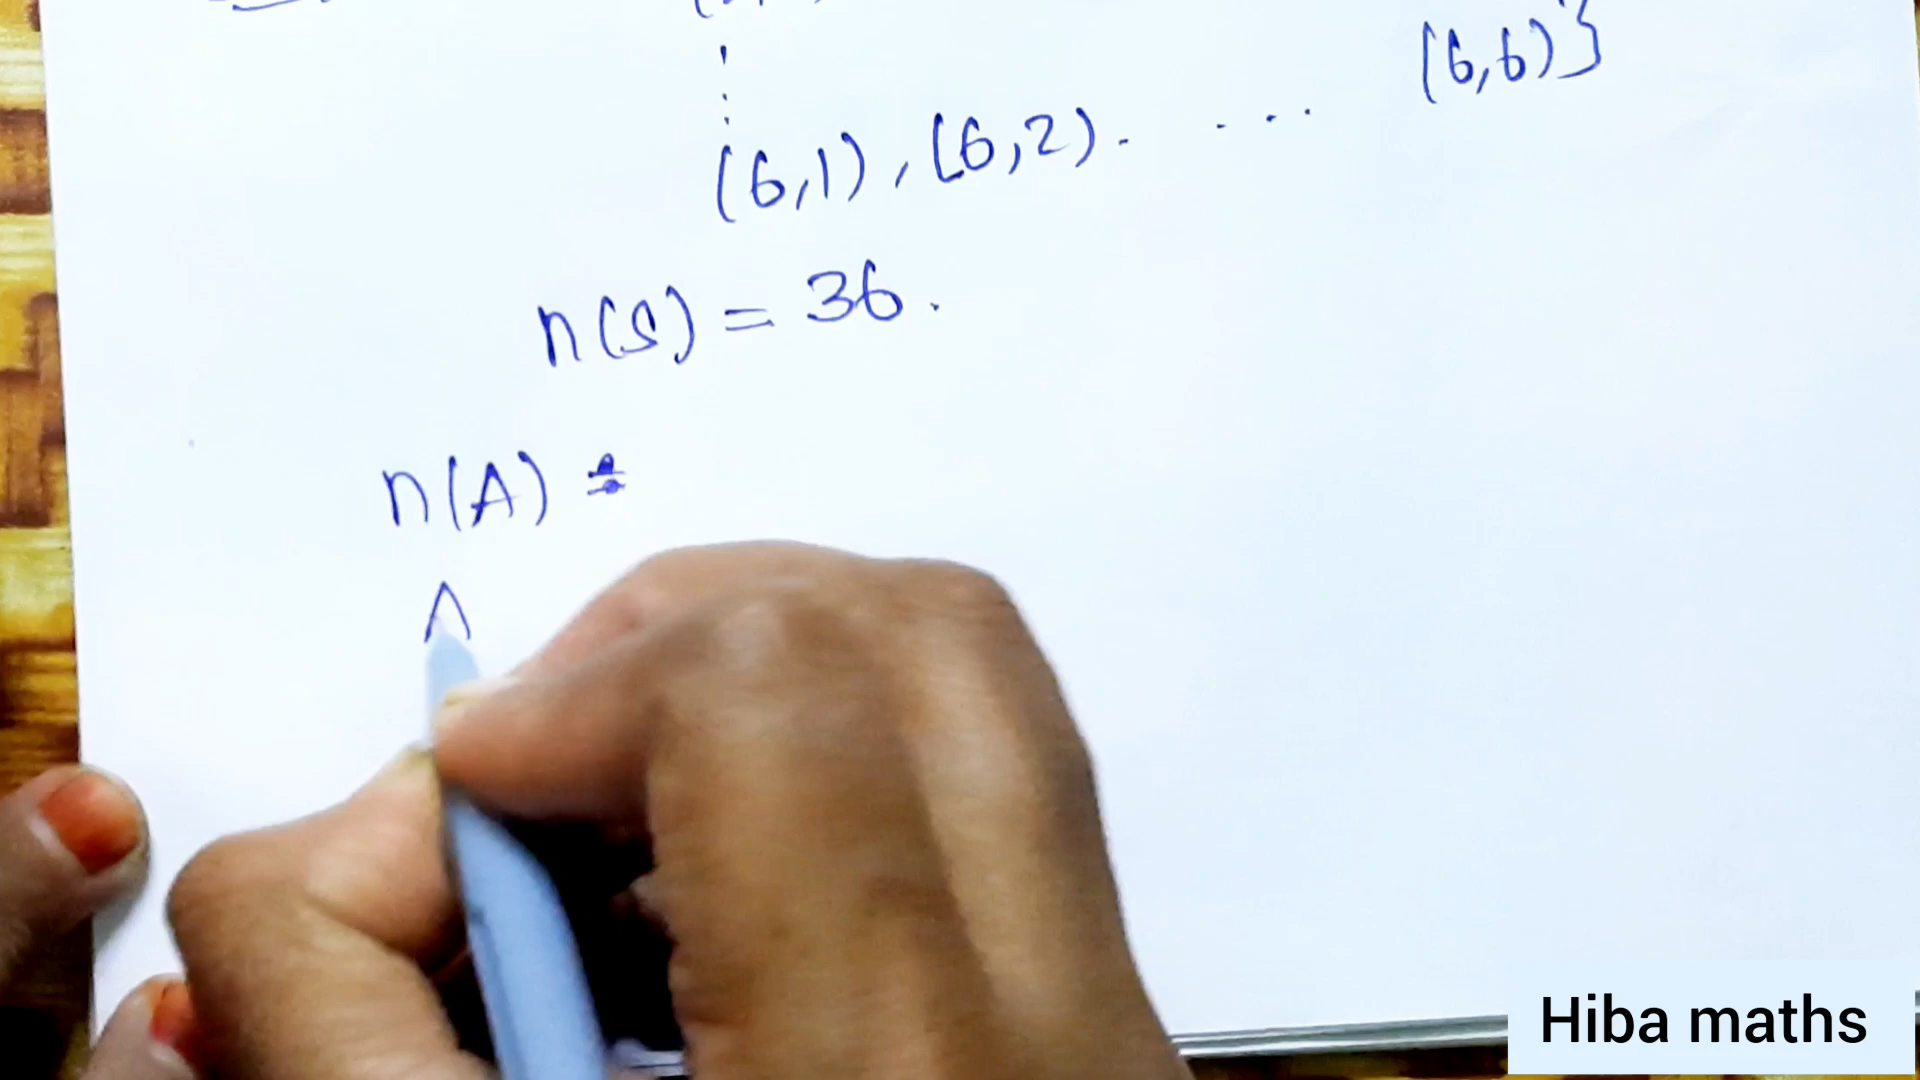 (6,6)}
(6,1), (6,2). ...
n(S) = 36.
n(A) =
Hiba maths